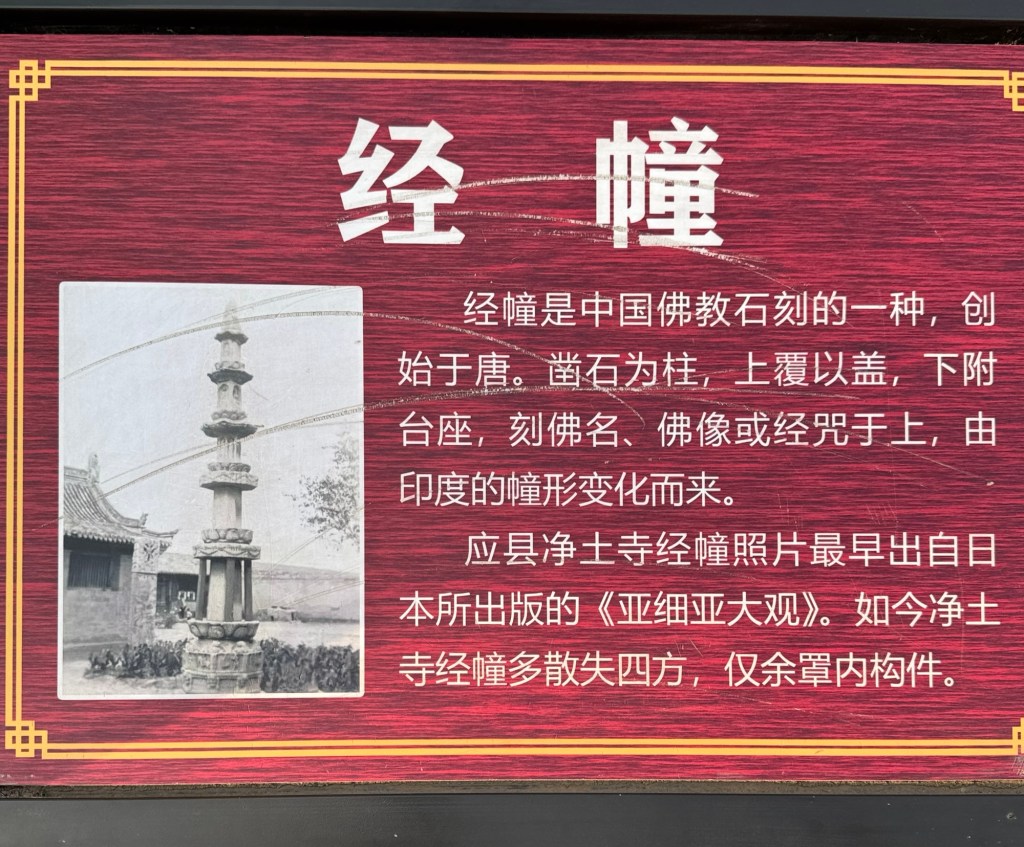 经 幢
经幢是中国佛教石刻的一种，创
始于唐。凿石为柱，上覆以盖，下附
台座，刻佛名、佛像或经咒于上，由
印度的幢形变化而来。
应县净土寺经幢照片最早出自日
本所出版的《亚细亚大观》。如今净土
寺经幢多散失四方，仅余罩内构件。